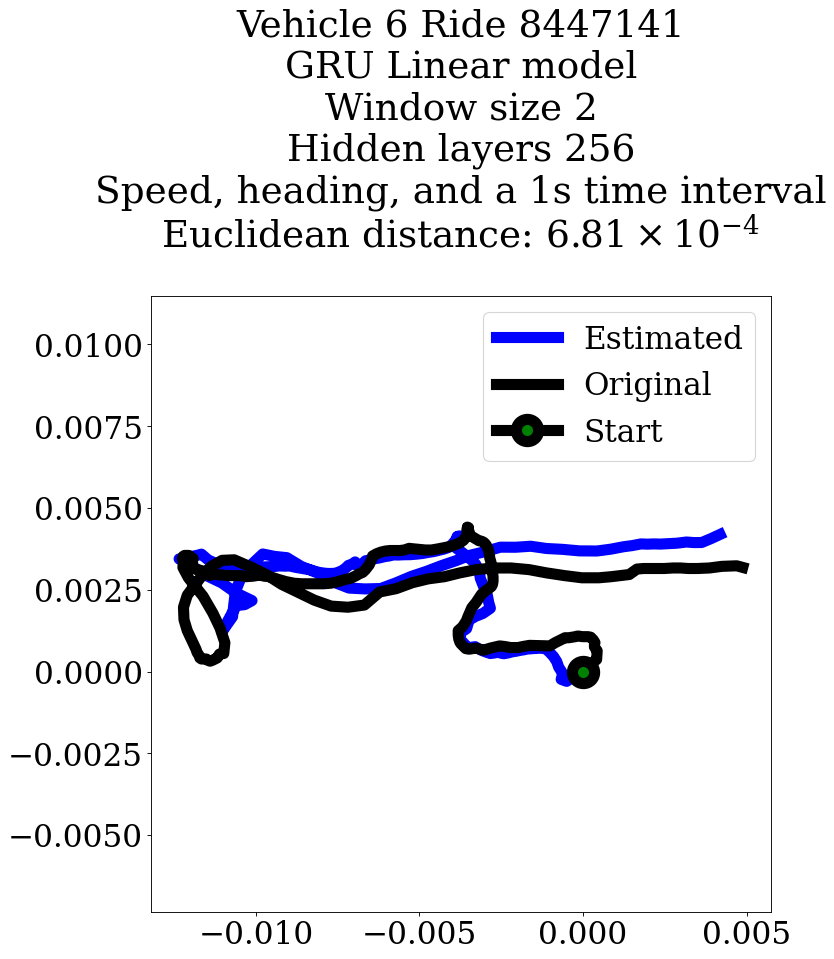 Vehicle 6 Ride 8447141
GRU Linear model
Window size 2
Hidden layers 256
Speed, heading, and a 1s time interval
Euclidean distance: 6.81 × 10⁻⁴
Estimated
Original
Start
0.0100
0.0075
0.0050
0.0025
0.0000
−0.0025
−0.0050
−0.010 −0.005 0.000 0.005